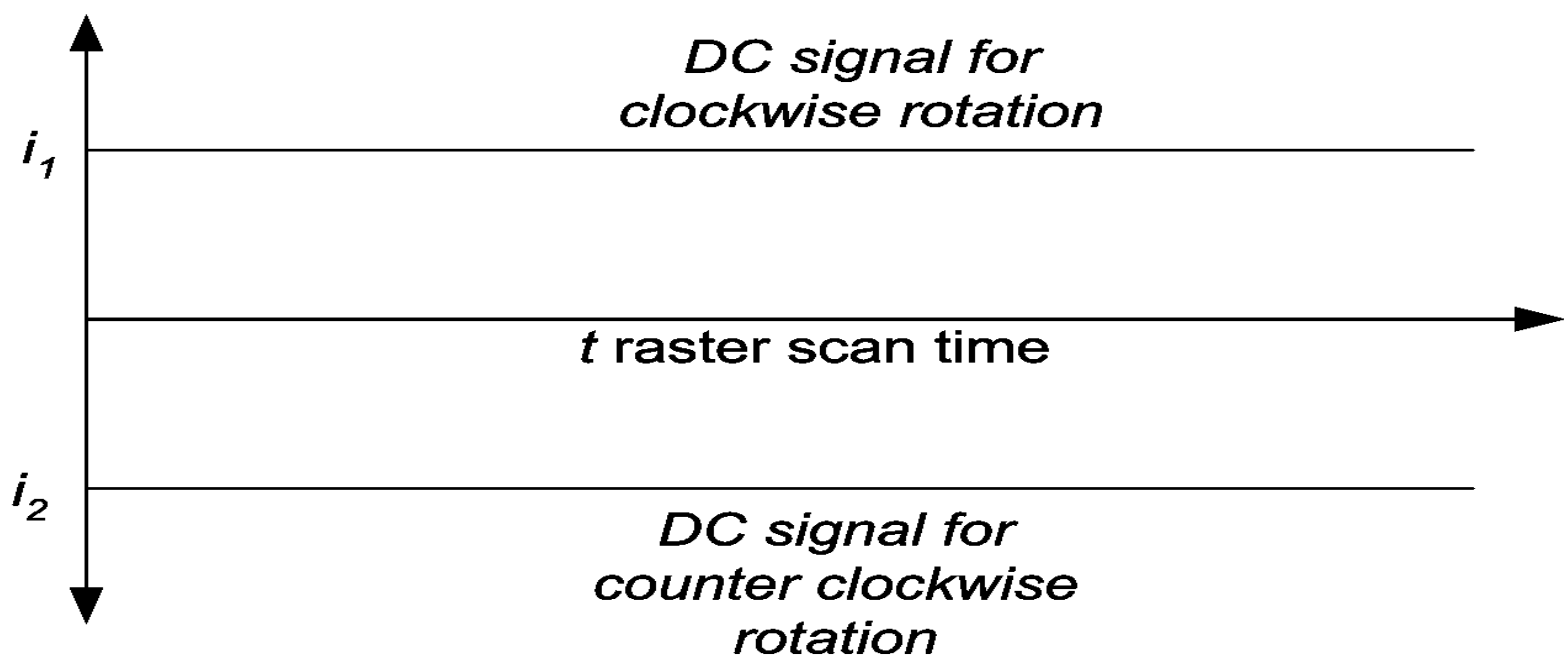 DC signal for
clockwise rotation
i1
t raster scan time
i2
DC signal for
counter clockwise
rotation